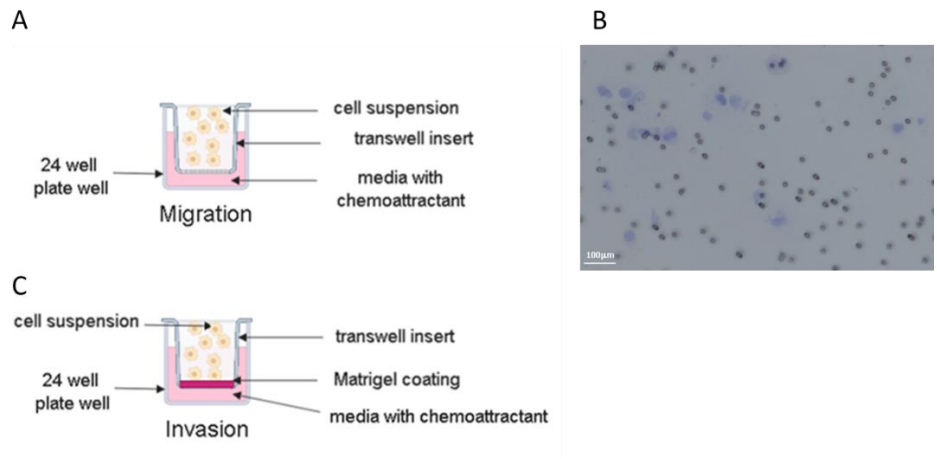 A
B
cell suspension
transwell insert
24 well
plate well
media with
chemoattractant
Migration
100µm
C
cell suspension
transwell insert
24 well
plate well
Matrigel coating
media with chemoattractant
Invasion